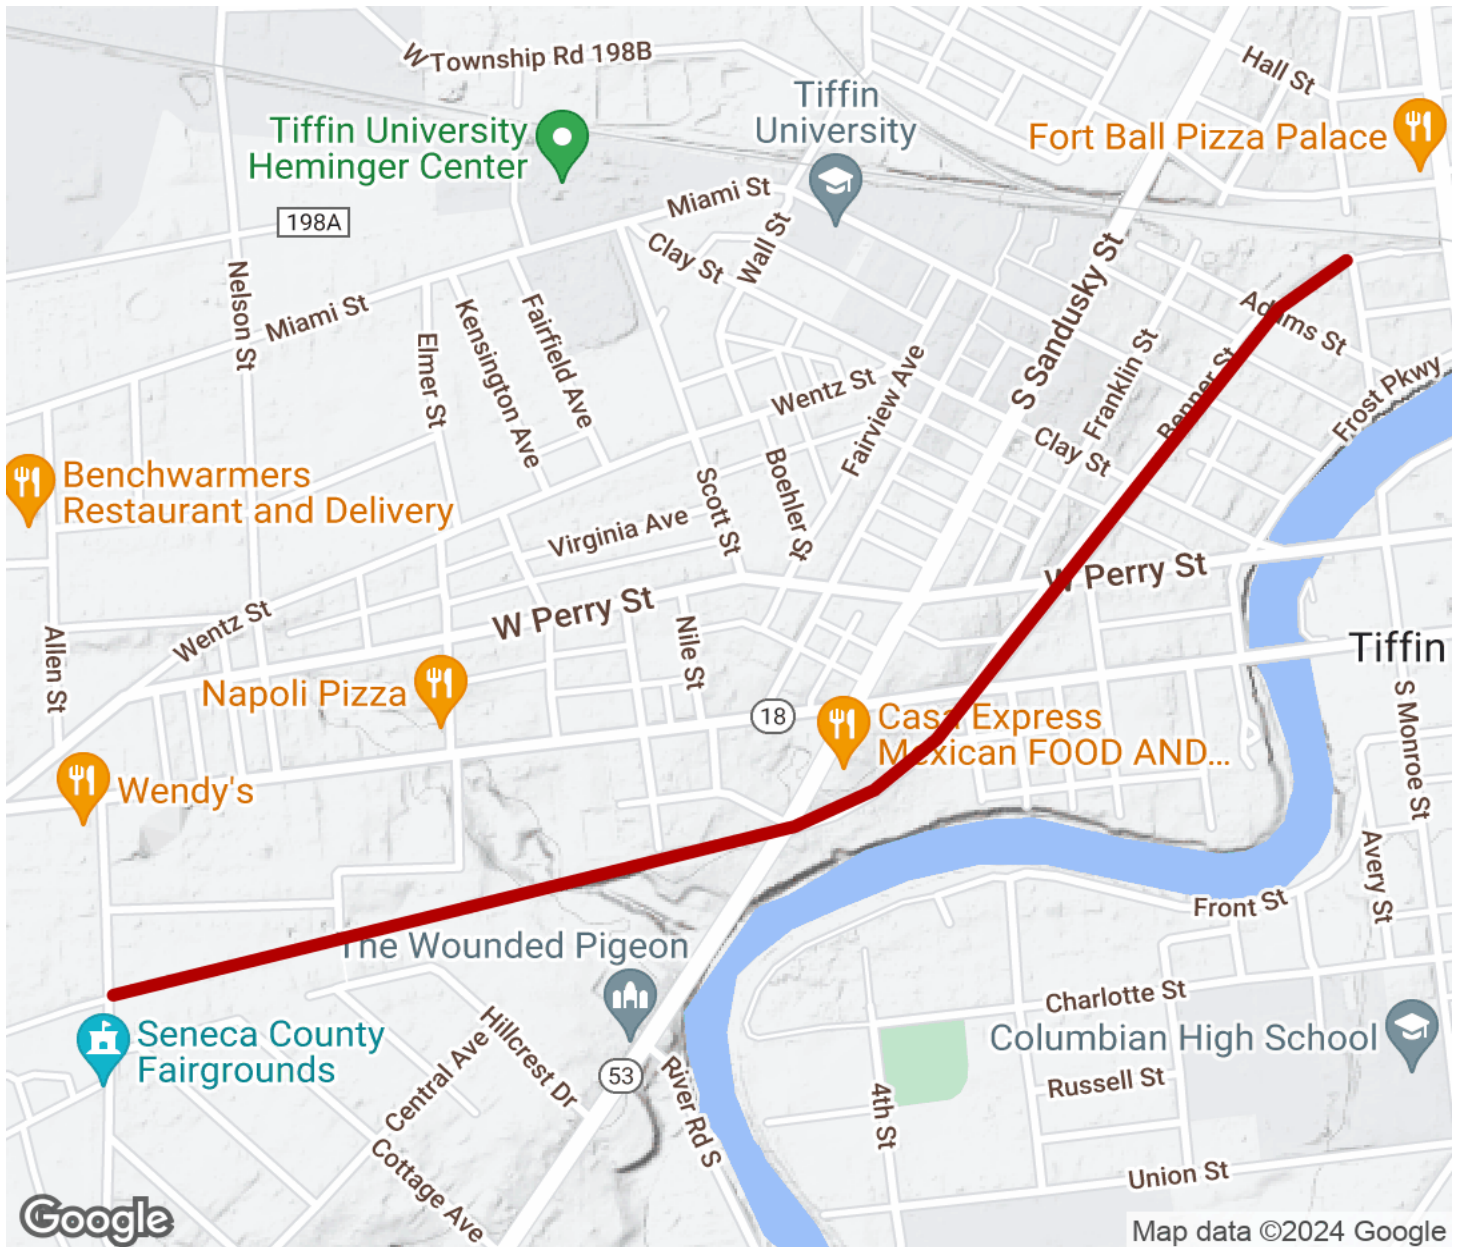 W Township Rd 198B
Hall St
Tiffin
University
Tiffin University
Heminger Center
Fort Ball Pizza Palace
Miami St
198A
Clay St
Wall St
S Sandusky St
Nelson St
Miami St
Kensington Ave
Fairfield Ave
Elmer St
Adams St
Franklin St
Benner St
Frost Pkwy
Wentz St
Fairview Ave
Clay St
Benchwarmers
Restaurant and Delivery
Scott St
Boehler St
Virginia Ave
W Perry St
W Perry St
Wentz St
Allen St
Nile St
Tiffin
Napoli Pizza
18
Casa Express
Mexican FOOD AND...
S Monroe St
Wendy's
Avery St
Front St
The Wounded Pigeon
Charlotte St
Seneca County
Fairgrounds
Hillcrest Dr
Central Ave
Columbian High School
53
River Rd S
Russell St
4th St
Cottage Ave
Union St
Google
Map data ©2024 Google